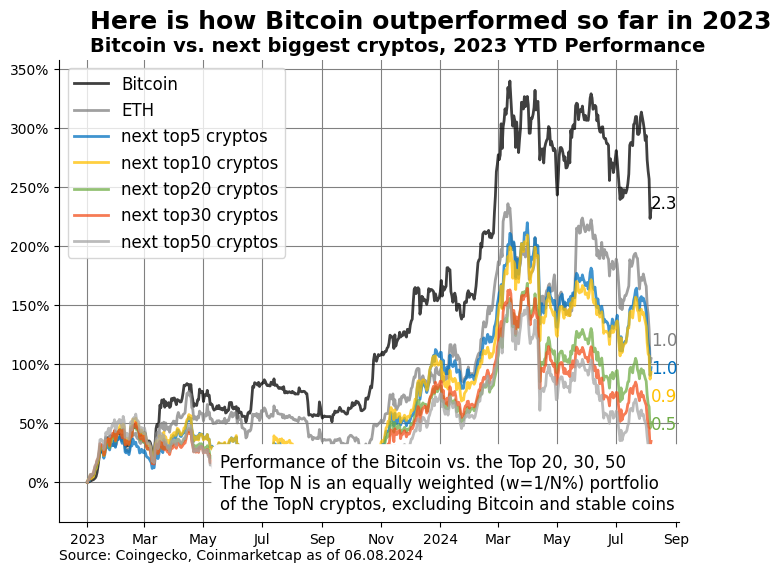 Here is how Bitcoin outperformed so far in 2023
Bitcoin vs. next biggest cryptos, 2023 YTD Performance
350%
300%
250%
200%
150%
100%
50%
0%
Bitcoin
ETH
next top5 cryptos
next top10 cryptos
next top20 cryptos
next top30 cryptos
next top50 cryptos
2.3
1.0
1.0
0.9
0.5
Performance of the Bitcoin vs. the Top 20, 30, 50
The Top N is an equally weighted (w=1/N%) portfolio
of the TopN cryptos, excluding Bitcoin and stable coins
2023 Mar May Jul Sep Nov 2024 Mar May Jul Sep
Source: Coingecko, Coinmarketcap as of 06.08.2024